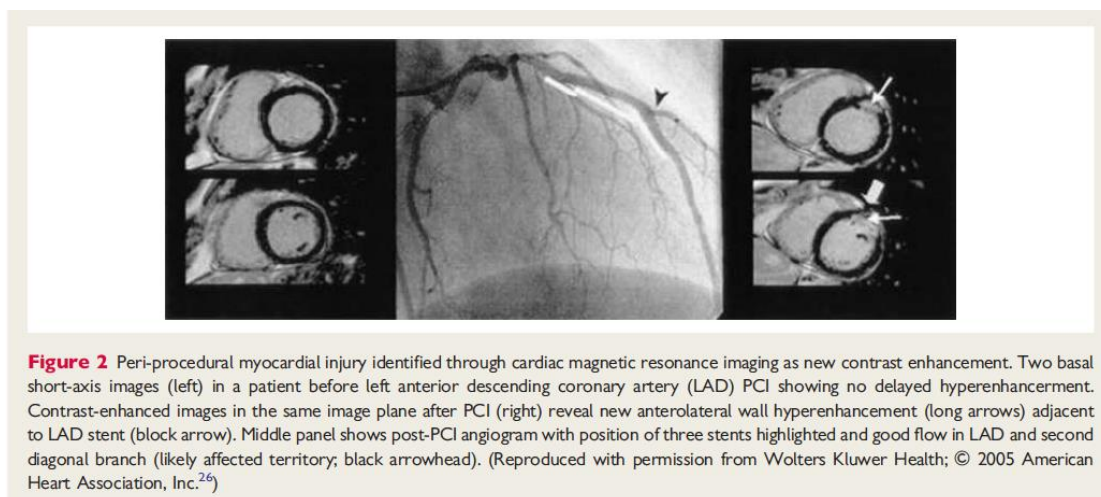 Figure 2 Peri-procedural myocardial injury identified through cardiac magnetic resonance imaging as new contrast enhancement. Two basal
short-axis images (left) in a patient before left anterior descending coronary artery (LAD) PCI showing no delayed hyperenhancerment.
Contrast-enhanced images in the same image plane after PCI (right) reveal new anterolateral wall hyperenhancement (long arrows) adjacent
to LAD stent (block arrow). Middle panel shows post-PCI angiogram with position of three stents highlighted and good flow in LAD and second
diagonal branch (likely affected territory; black arrowhead). (Reproduced with permission from Wolters Kluwer Health; © 2005 American
Heart Association, Inc.26)